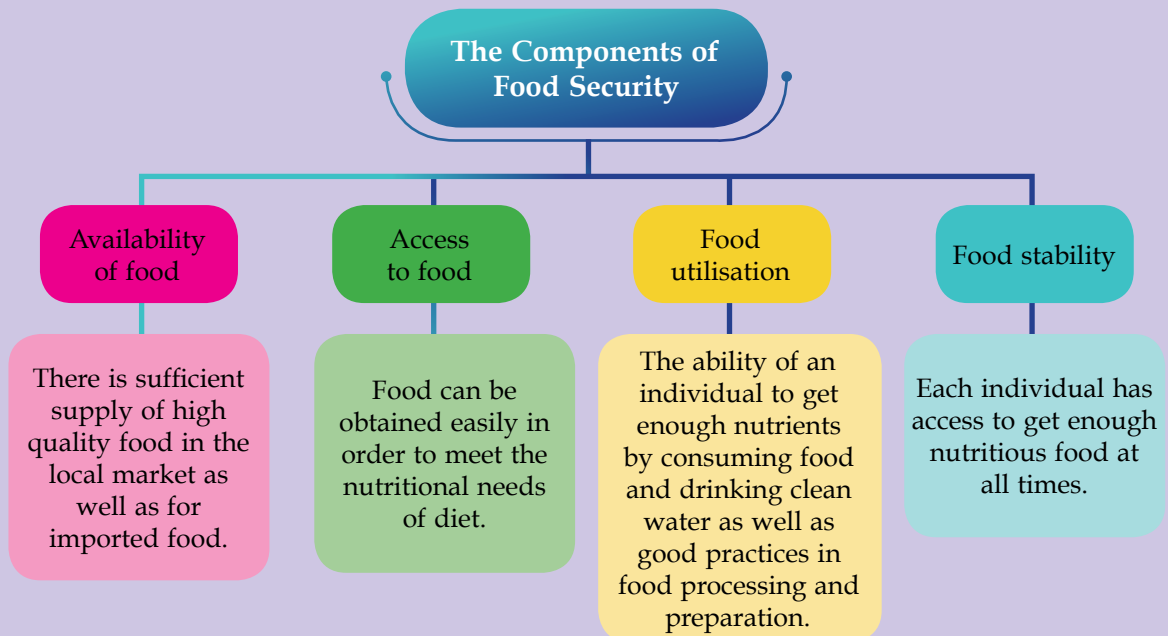 The Components of
Food Security
Availability
of food
There is sufficient
supply of high
quality food in the
local market as
well as for
imported food.
Access
to food
Food can be
obtained easily in
order to meet the
nutritional needs
of diet.
Food
utilisation
The ability of an
individual to get
enough nutrients
by consuming food
and drinking clean
water as well as
good practices in
food processing and
preparation.
Food stability
Each individual has
access to get enough
nutritious food at
all times.